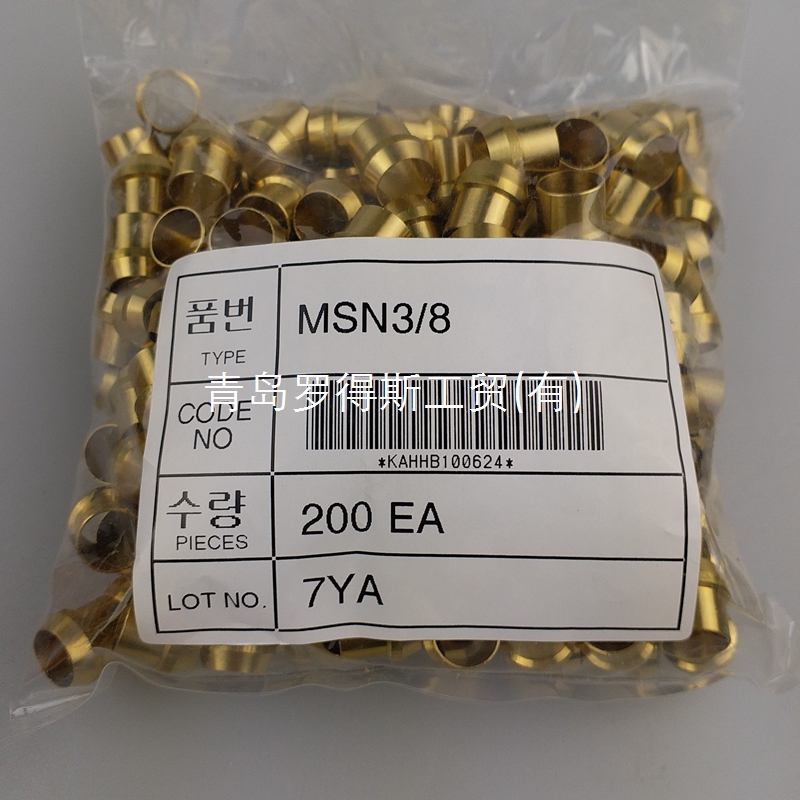 품번 MSN3/8
TYPE
青岛罗得斯工贸(有)
CODE
NO
*KAHHB100624*
수량 200 EA
PIECES
LOT NO. 7YA